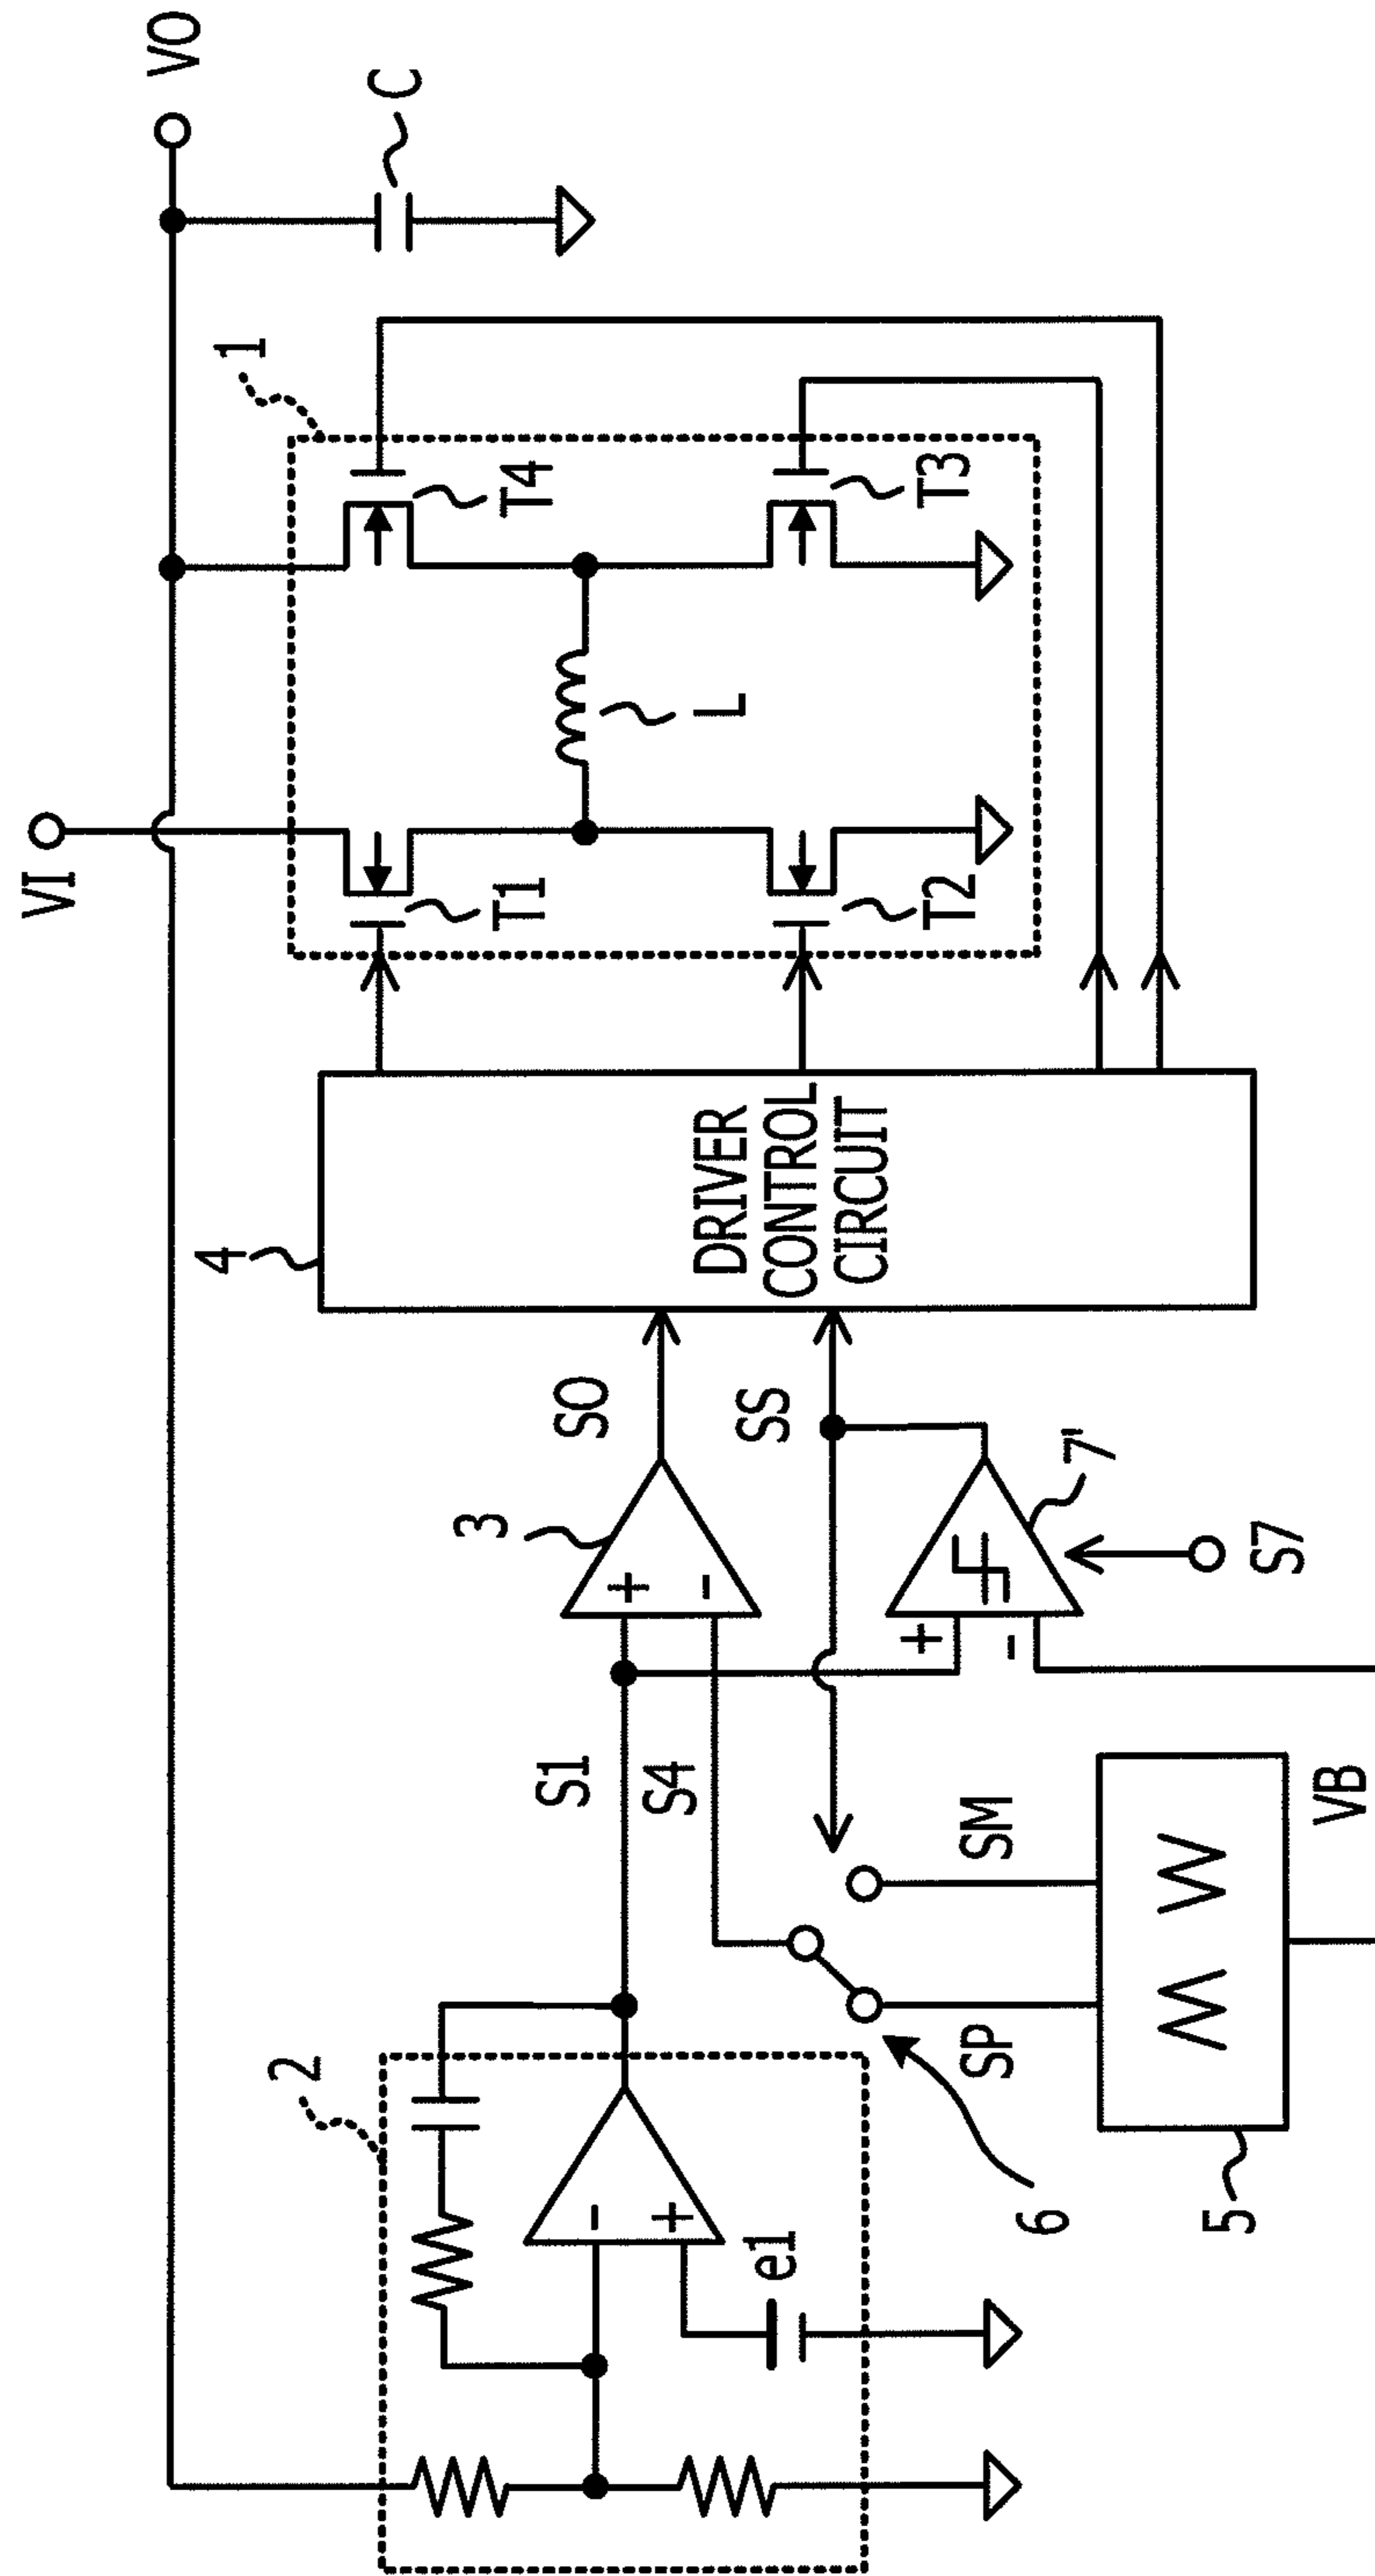 VI
VO
C
1
T4
T1
L
T3
T2
4
DRIVER
CONTROL
CIRCUIT
SO
SS
3
+
-
7'
+
-
S7
S1
S4
SM
SP
VB
2
-
+
e1
6
5